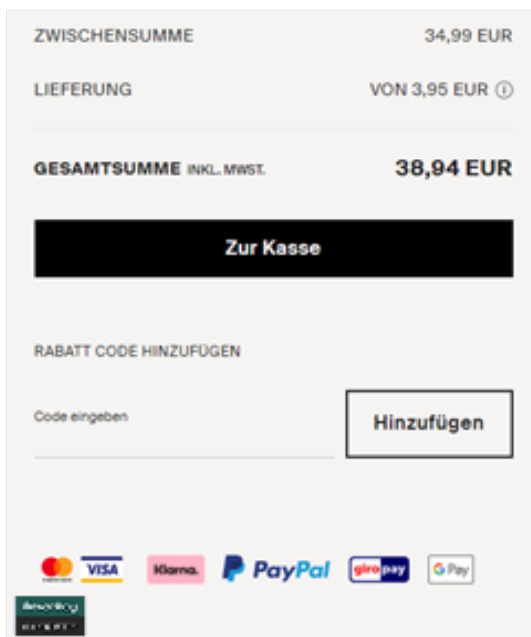 ZWISCHENSUMME 34,99 EUR
LIEFERUNG VON 3,95 EUR
GESAMTSUMME INKL. MWST. 38,94 EUR
Zur Kasse
RABATT CODE HINZUFÜGEN
Code eingeben
Hinzufügen
VISA Klarna. PayPal giropay G Pay